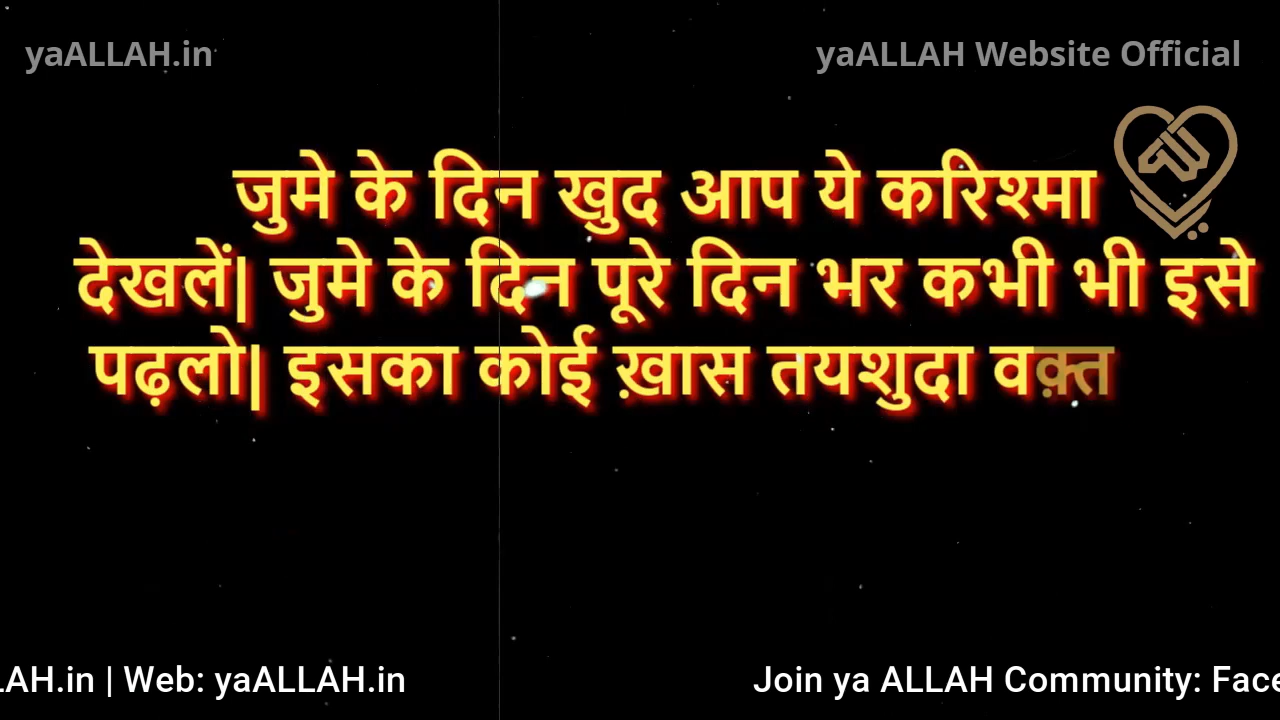 yaALLAH.in
yaALLAH Website Official
जुमे के दिन खुद आप ये करिश्मा
देखलें| जुमे के दिन पूरे दिन भर कभी भी इसे
पढ़लो| इसका कोई ख़ास तयशुदा वक़्त
LAH.in | Web: yaALLAH.in
Join ya ALLAH Community: Face